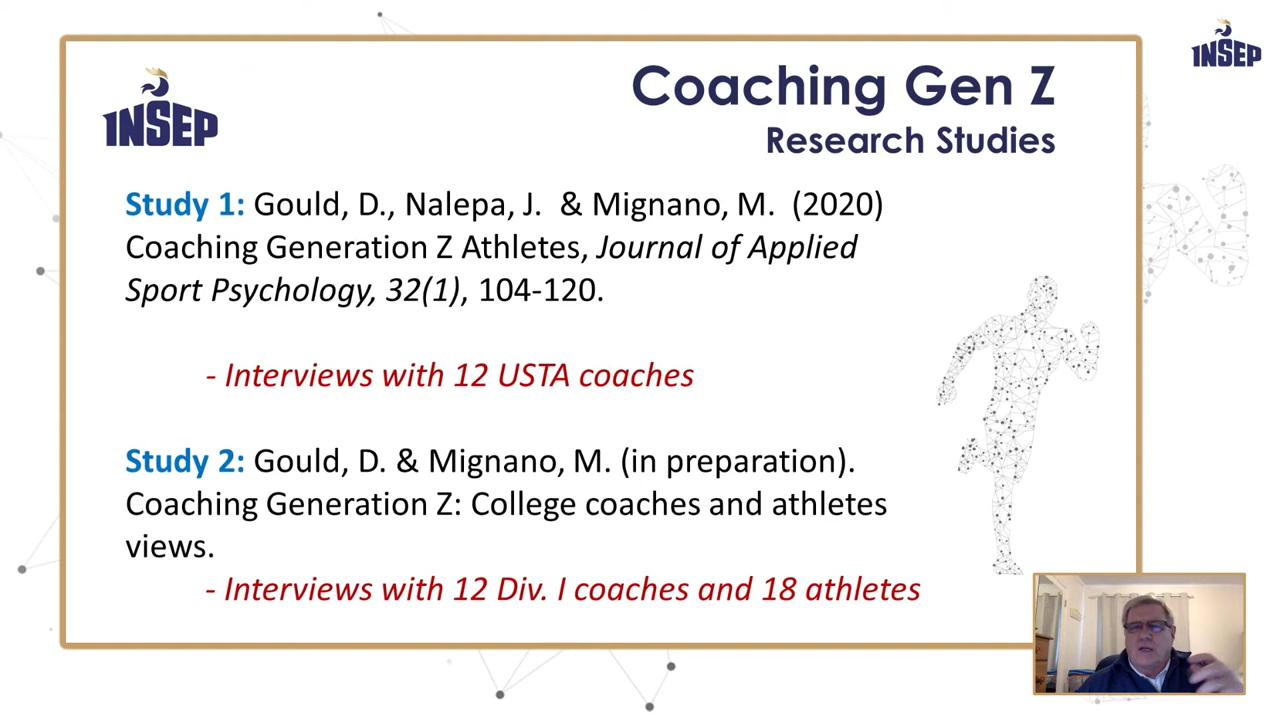 INSEP
INSEP
Coaching Gen Z
Research Studies
Study 1: Gould, D., Nalepa, J. & Mignano, M. (2020)
Coaching Generation Z Athletes, Journal of Applied
Sport Psychology, 32(1), 104-120.
- Interviews with 12 USTA coaches
Study 2: Gould, D. & Mignano, M. (in preparation).
Coaching Generation Z: College coaches and athletes
views.
- Interviews with 12 Div. I coaches and 18 athletes